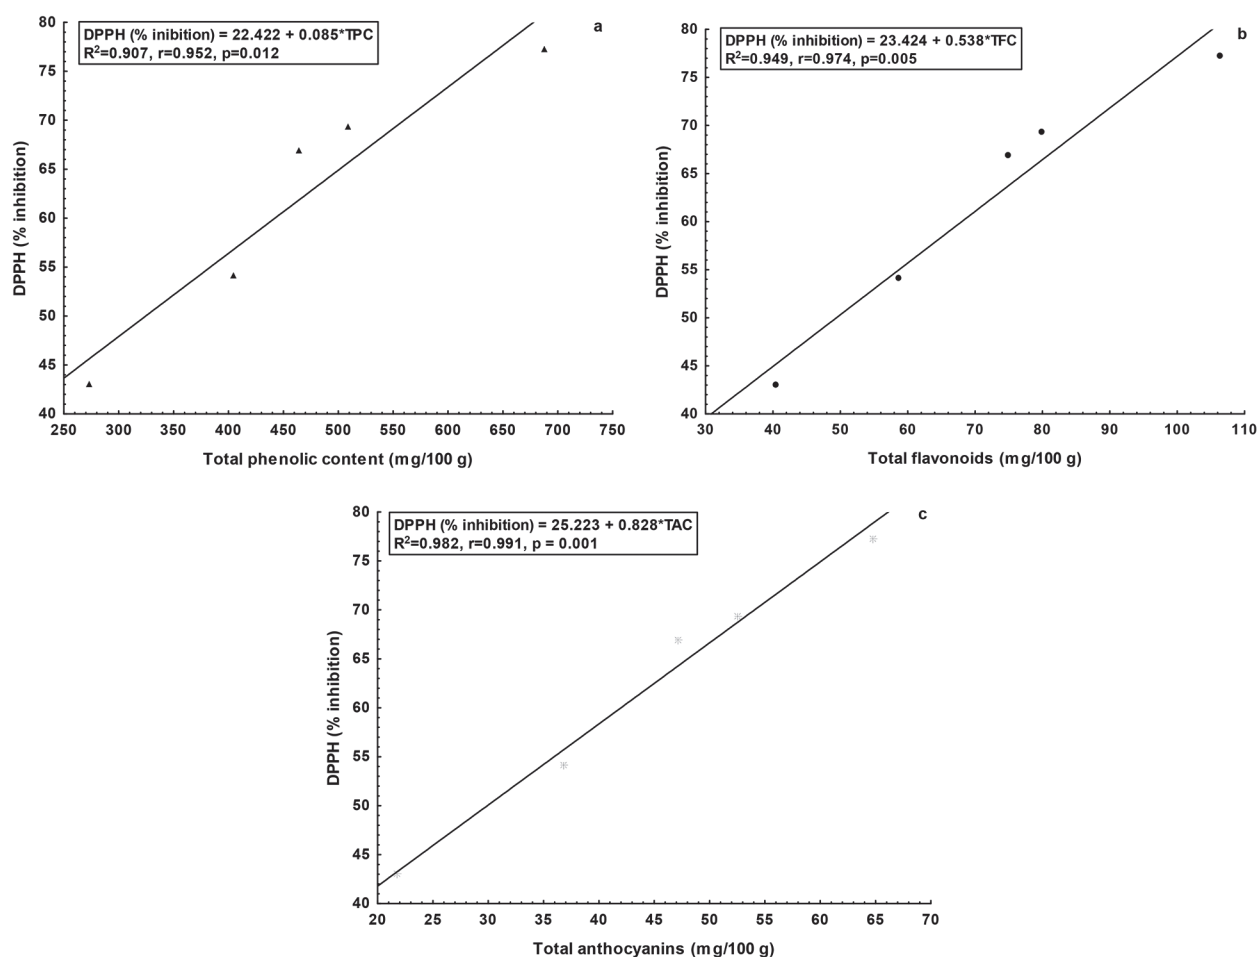 DPPH (% inibition) = 22.422 + 0.085*TPC
R²=0.907, r=0.952, p=0.012
a
80
75
70
65
60
55
50
45
40
DPPH (% inhibition)
250 300 350 400 450 500 550 600 650 700 750
Total phenolic content (mg/100 g)
DPPH (% inhibition) = 23.424 + 0.538*TFC
R²=0.949, r=0.974, p=0.005
b
80
75
70
65
60
55
50
45
40
DPPH (% inhibition)
30 40 50 60 70 80 90 100 110
Total flavonoids (mg/100 g)
DPPH (% inhibition) = 25.223 + 0.828*TAC
R²=0.982, r=0.991, p = 0.001
c
80
75
70
65
60
55
50
45
40
DPPH (% inhibition)
20 25 30 35 40 45 50 55 60 65 70
Total anthocyanins (mg/100 g)